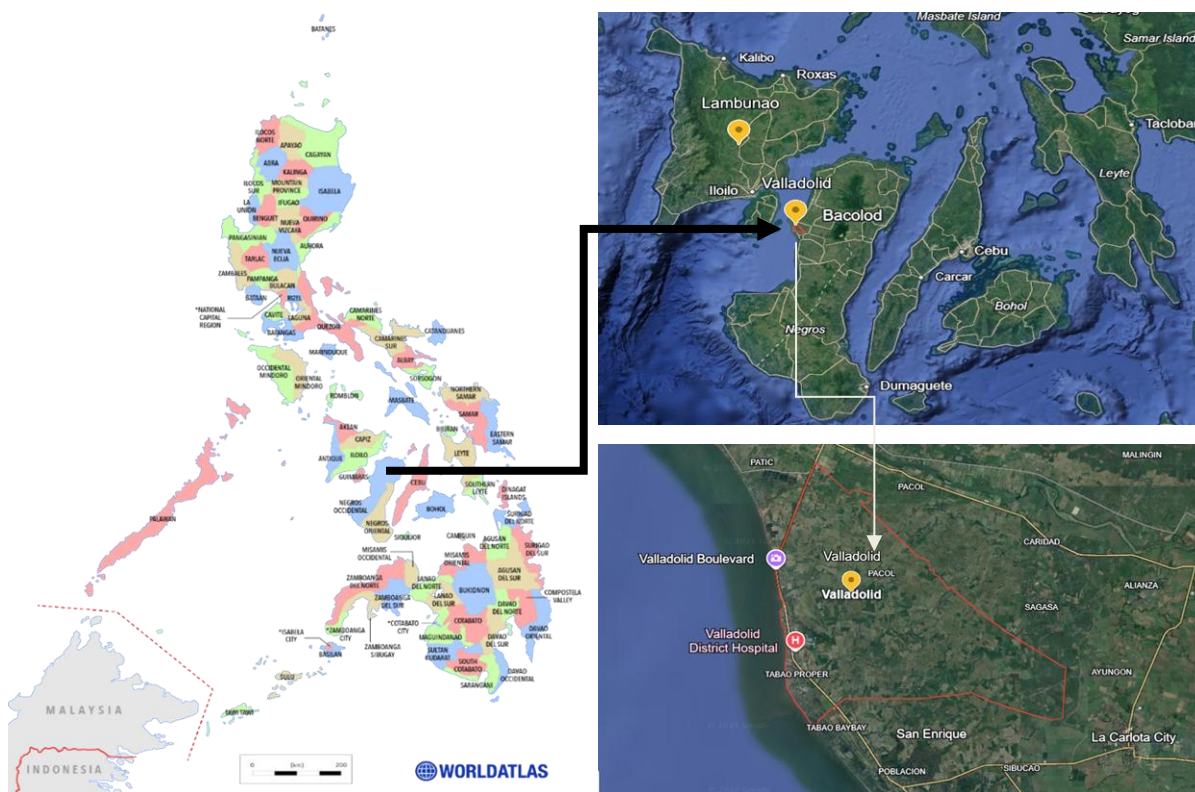 BATANES
ILOCOS
NORTE
APAYAO
CAGAYAN
ABRA
KALINGA
ILOCOS
SUR
MOUNTAIN
PROVINCE
ISABELA
IFUGAO
LA
UNION
BENGUET
NUEVA
VIZCAYA
QUIRINO
PANGASINAN
AURORA
NUEVA
ECIJA
TARLAC
ZAMBALES
PAMPANGA
BULACAN
BATAAN
RIZEL
*NATIONAL
CAPITAL
REGION
CAVITE
LAGUNA
BATANGAS
QUEZON
CAMARINES
NORTE
CATANDUANES
CAMARINES
SUR
MARINDUQUE
ALBAY
OCCIDENTAL
MINDORO
ORIENTAL
MINDORO
SORSOGON
ROMBLON
MASBATE
NORTHERN
SAMAR
SAMAR
EASTERN
SAMAR
AKLAN
CAPIZ
BILIRAN
ANTIQUE
ILOILO
LEYTE
GUIMARAS
CEBU
SOUTHERN
LEYTE
DINAGAT
ISLANDS
PALAWAN
NEGROS
OCCIDENTAL
BOHOL
SURIGAO
DEL NORTE
NEGROS
ORIENTAL
SIQUIJOR
CAMIGUIN
AGUSAN
DEL NORTE
SURIGAO
DEL SUR
MISAMIS
OCCIDENTAL
MISAMIS
ORIENTAL
AGUSAN
DEL SUR
ZAMBOANGA
DEL NORTE
LANAO
DEL NORTE
BUKIDNON
COMPOSTELA
VALLEY
ZAMBOANGA
DEL SUR
LANAO
DEL SUR
DAVAO
DEL NORTE
*ISABELA
CITY
*ZAMBOANGA
CITY
*COTABATO
CITY
COTABATO
MAGUINDANAO
DAVAO
DEL SUR
DAVAO
ORIENTAL
BASILAN
ZAMBOANGA
SIBUGAY
SULTAN
KUDARAT
SOUTH
COTABATO
SULU
SARANGANI
DAVAO
OCCIDENTAL
TAWI TAWI
MALAYSIA
INDONESIA
0 (km) 200
WORLDATLAS
Masbate Island
Samar Island
Kalibo
Roxas
Lambunao
Tacloban
Leyte
Iloilo
Valladolid
Bacolod
Cebu
Carcar
Bohol
Negros
Dumaguete
PATIC
MALINGIN
PACOL
CARIDAD
Valladolid Boulevard
Valladolid
PACOL
Valladolid
ALIANZA
SAGASA
Valladolid
District Hospital
TABAO PROPER
AYUNGON
TABAO BAYBAY
San Enrique
La Carlota City
POBLACION
SIBUCAO